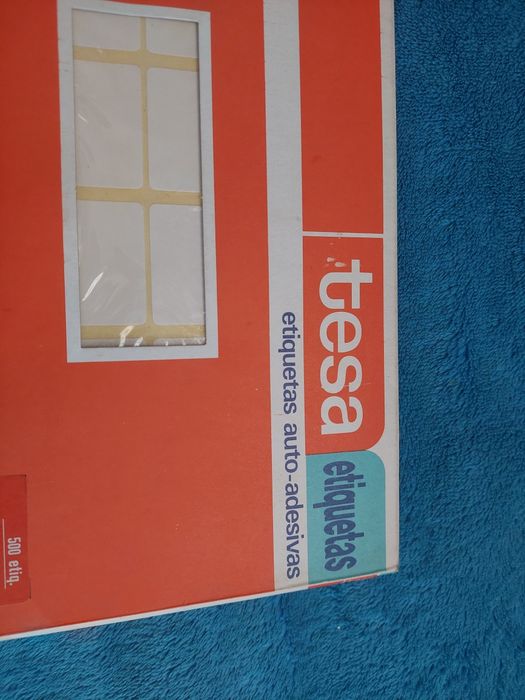 tesa
etiquetas
etiquetas auto-adesivas
500 etiq.